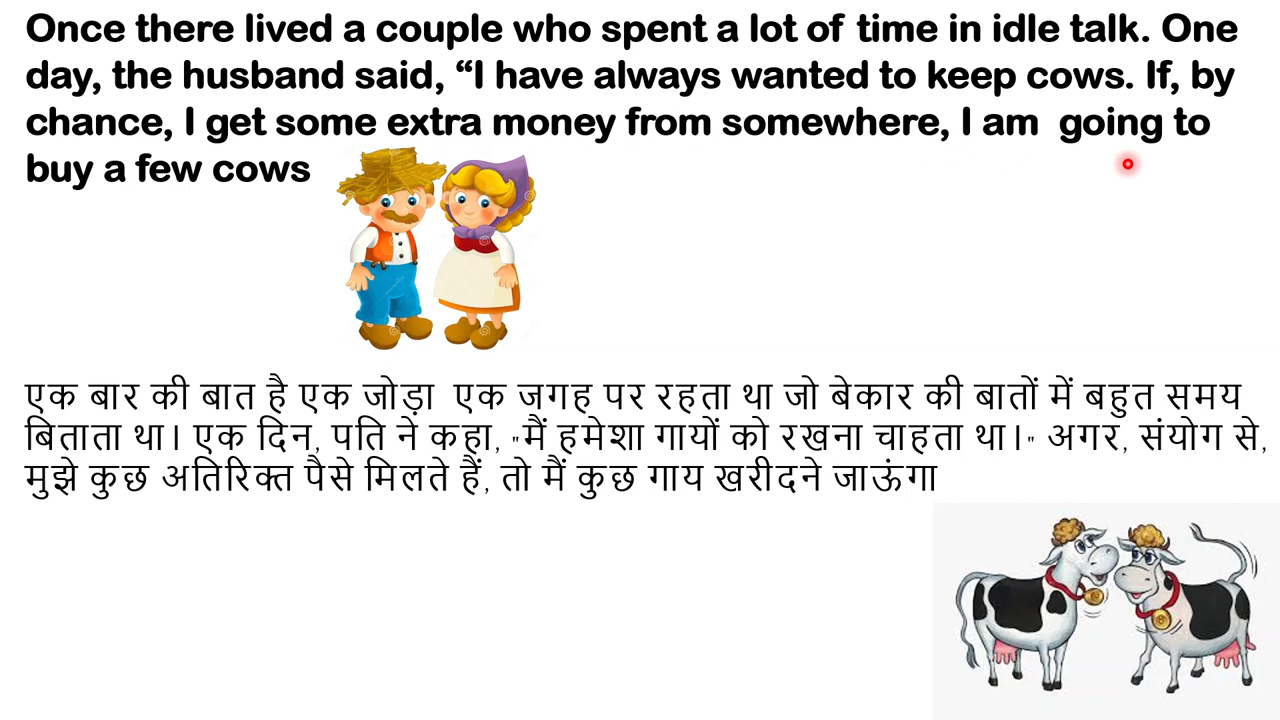 Once there lived a couple who spent a lot of time in idle talk. One
day, the husband said, “I have always wanted to keep cows. If, by
chance, I get some extra money from somewhere, I am going to
buy a few cows
एक बार की बात है एक जोड़ा एक जगह पर रहता था जो बेकार की बातों में बहुत समय
बिताता था। एक दिन, पति ने कहा, "मैं हमेशा गायों को रखना चाहता था।" अगर, संयोग से,
मुझे कुछ अतिरिक्त पैसे मिलते हैं, तो मैं कुछ गाय खरीदने जाऊंगा